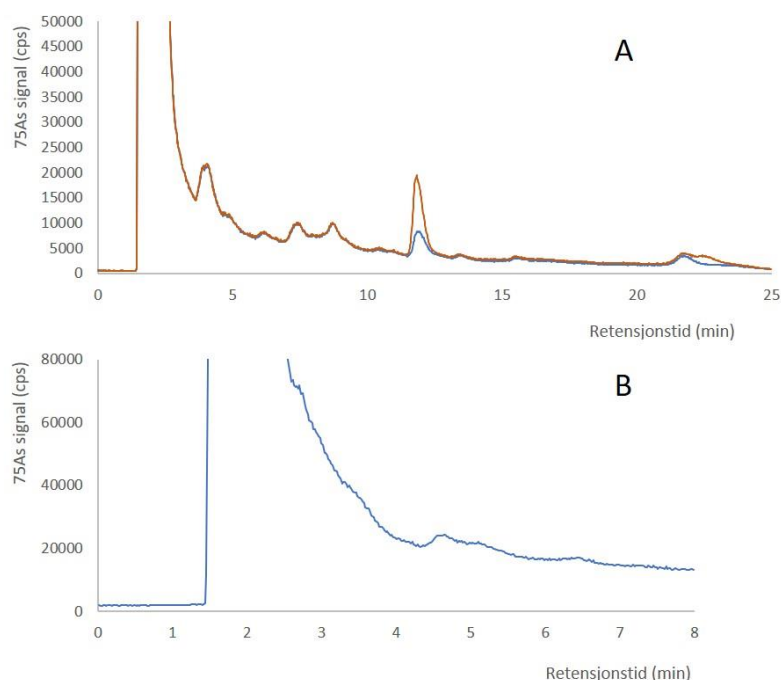 A
75As signal (cps)
50000
45000
40000
35000
30000
25000
20000
15000
10000
5000
0
0 5 10 15 20 25
Retensjonstid (min)
B
75As signal (cps)
80000
60000
40000
20000
0
0 1 2 3 4 5 6 7 8
Retensjonstid (min)